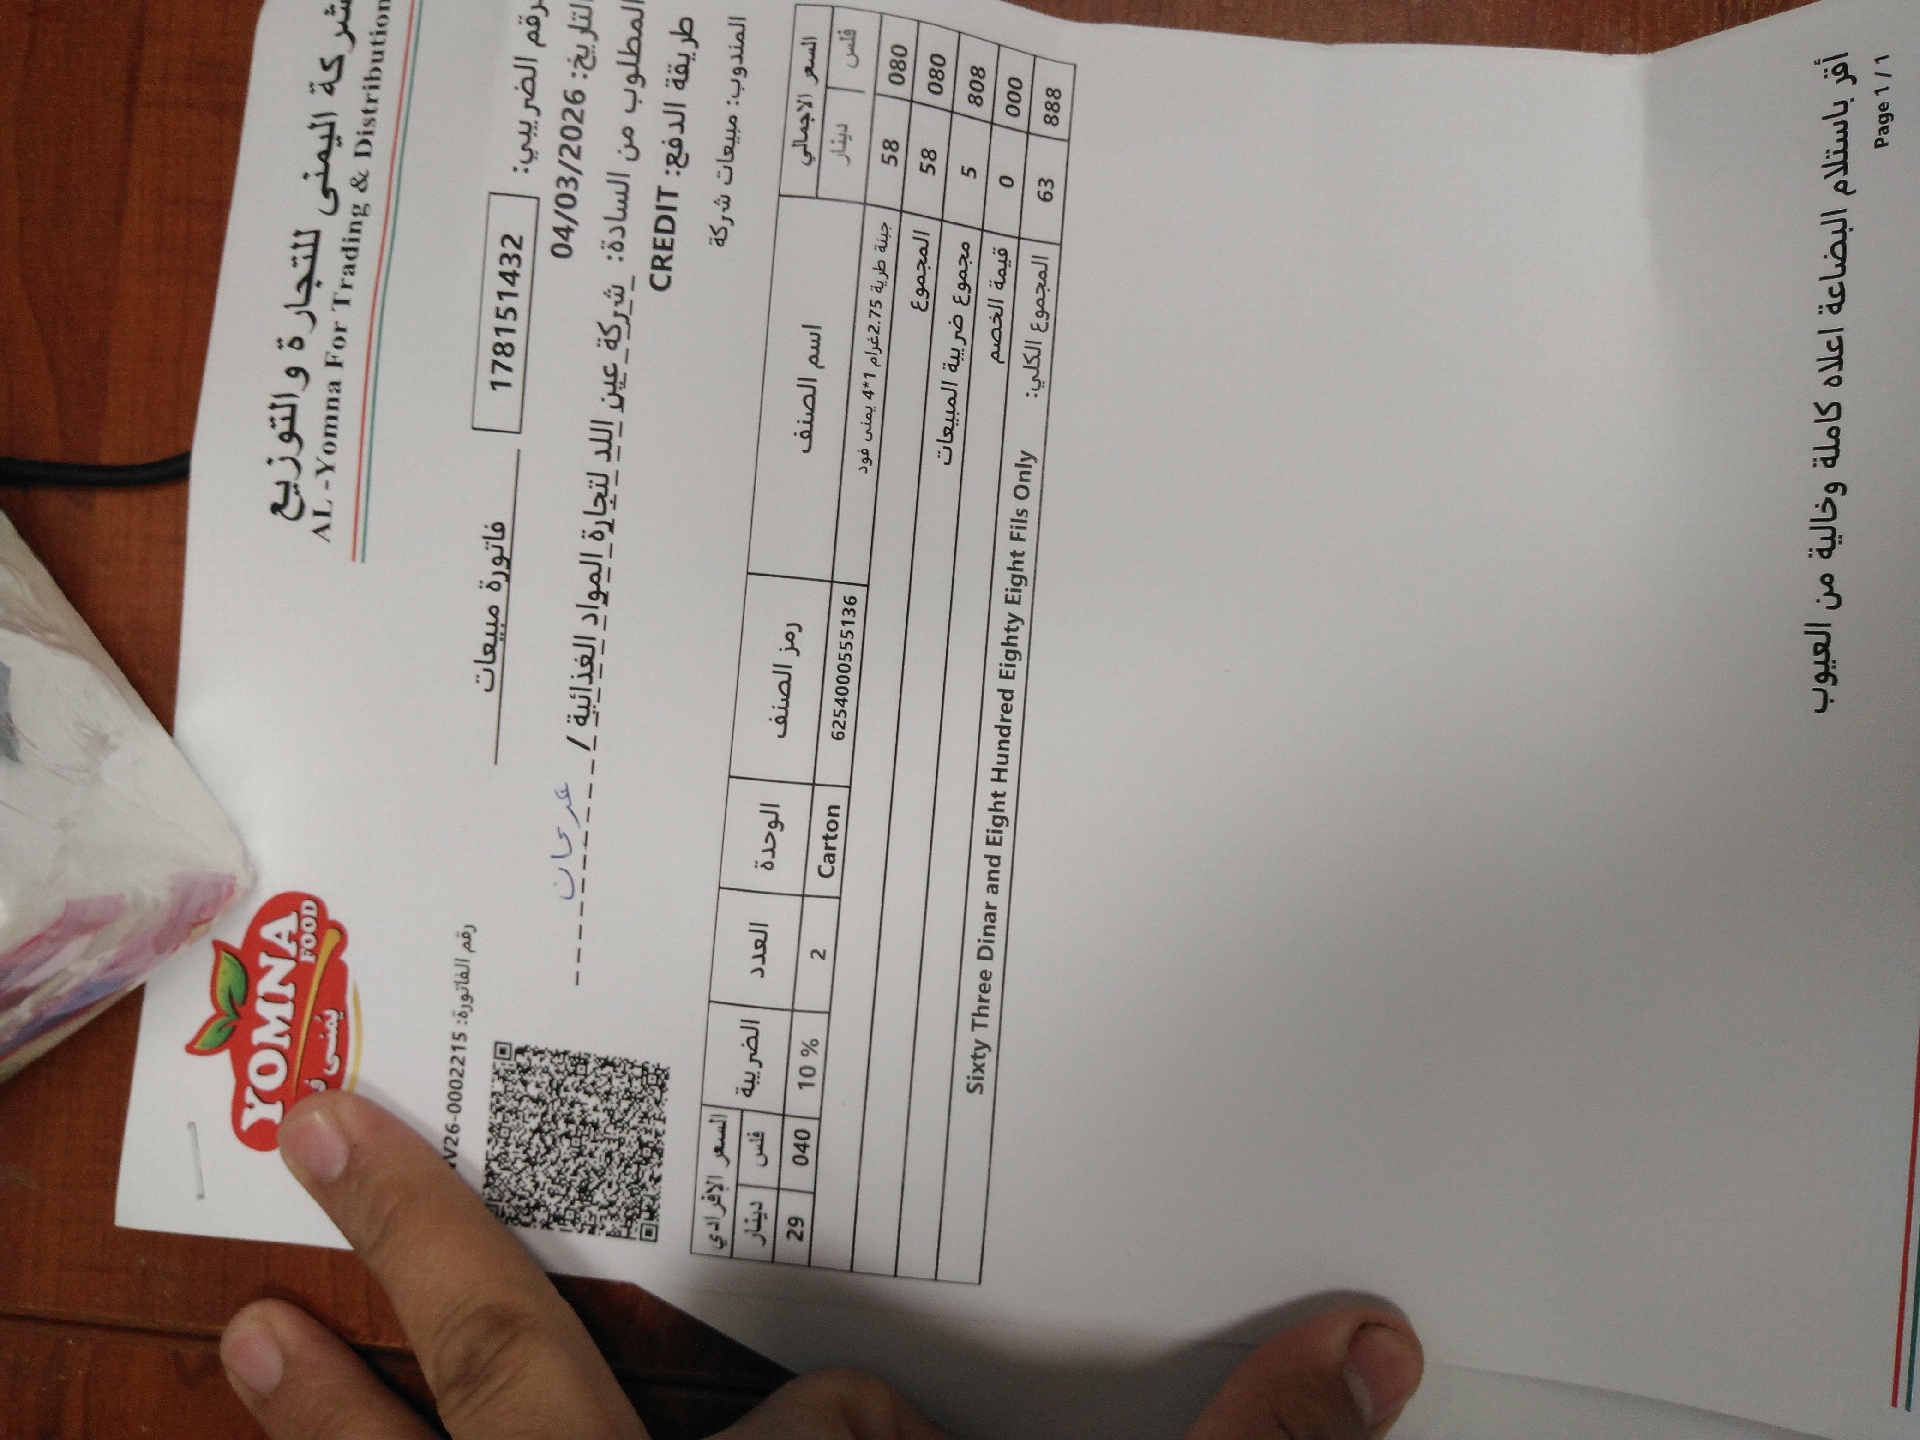 شركة اليمنى للتجارة والتوزيع
AL -Yomna For Trading & Distribution
YOMNA
FOOD
يمنى
رقم الفاتورة: V26-0002215
فاتورة مبيعات
رقم الضريبي: 178151432
التاريخ: 04/03/2026
المطلوب من السادة: شركة عين اللد لتجارة المواد الغذائية /
طريقة الدفع: CREDIT
المندوب: مبيعات شركة
السعر الإفرادي الضريبة العدد الوحدة رمز الصنف اسم الصنف السعر الاجمالي
دينار فلس دينار فلس
29 040 10 % 2 Carton 6254000555136 جبنة طرية 2.75غرام 1*4 يمنى فود 58 080
المجموع 58 080
مجموع ضريبة المبيعات 5 808
قيمة الخصم 0 000
Sixty Three Dinar and Eight Hundred Eighty Eight Fils Only المجموع الكلي: 63 888
أقر باستلام البضاعة اعلاه كاملة وخالية من العيوب
Page 1 / 1